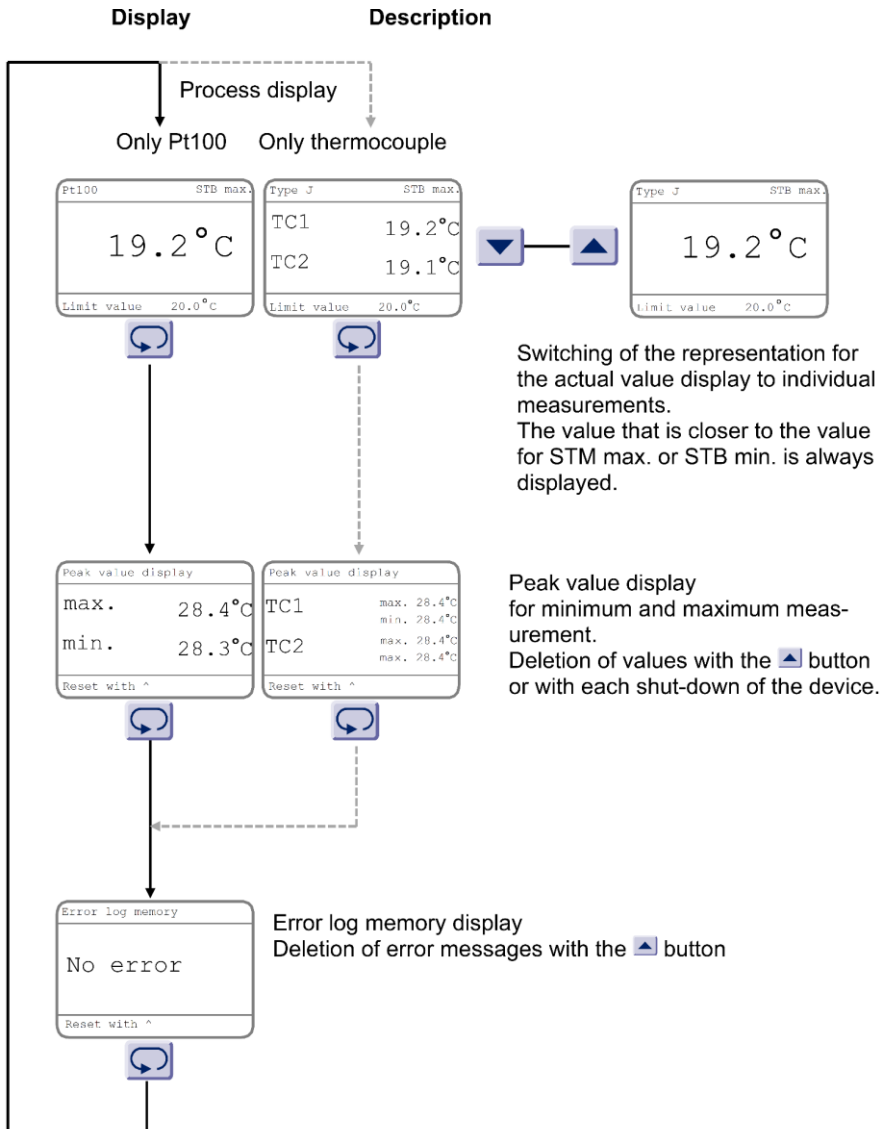 Display Description
Process display
Only Pt100 Only thermocouple
Pt100 STB max.
19.2°C
Limit value 20.0°C
Type J STB max.
TC1 19.2°C
TC2 19.1°C
Limit value 20.0°C
Type J STB max.
19.2°C
Limit value 20.0°C
Switching of the representation for
the actual value display to individual
measurements.
The value that is closer to the value
for STM max. or STB min. is always
displayed.
Peak value display
max. 28.4°C
min. 28.3°C
Reset with ^
Peak value display
TC1 max. 28.4°C
min. 28.4°C
TC2 max. 28.4°C
max. 28.4°C
Reset with ^
Peak value display
for minimum and maximum meas-
urement.
Deletion of values with the button
or with each shut-down of the device.
Error log memory
No error
Reset with ^
Error log memory display
Deletion of error messages with the button